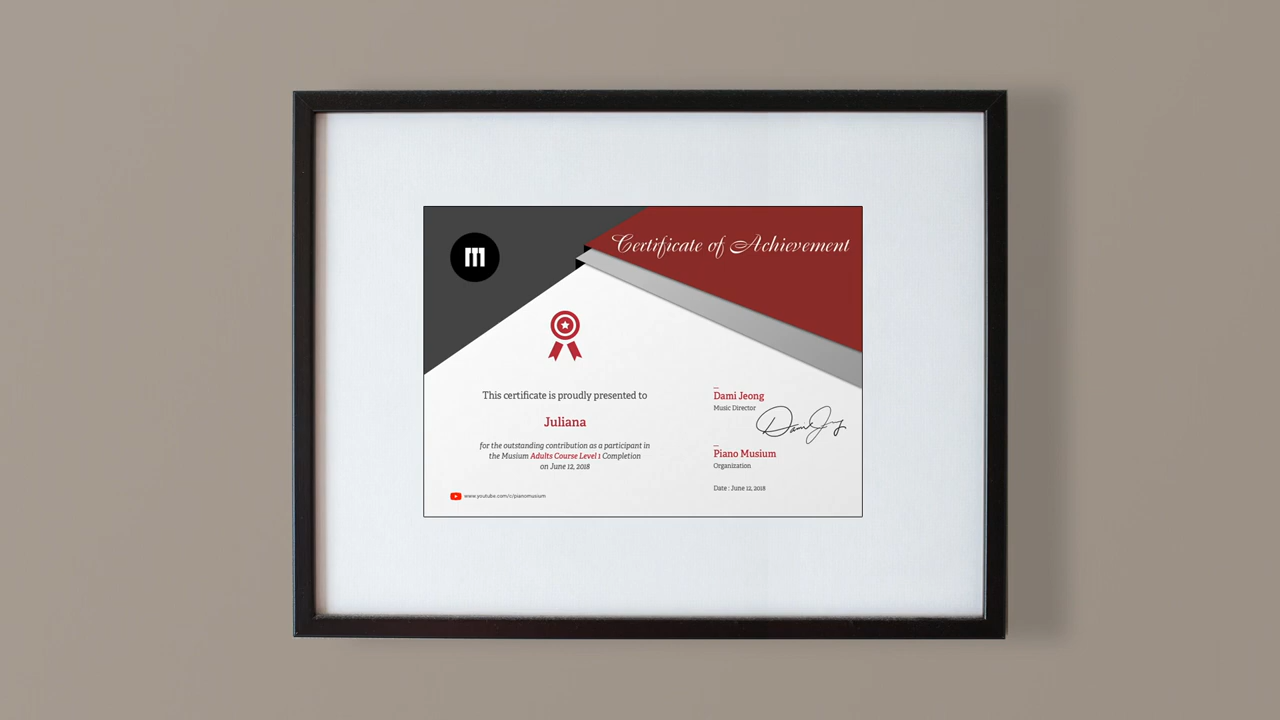 Certificate of Achievement
This certificate is proudly presented to
Juliana
for the outstanding contribution as a participant in
the Musium Adults Course Level 1 Completion
on June 12, 2018
www.youtube.com/c/pianomusium
Dami Jeong
Music Director
Dami Jeong
Piano Musium
Organization
Date : June 12, 2018